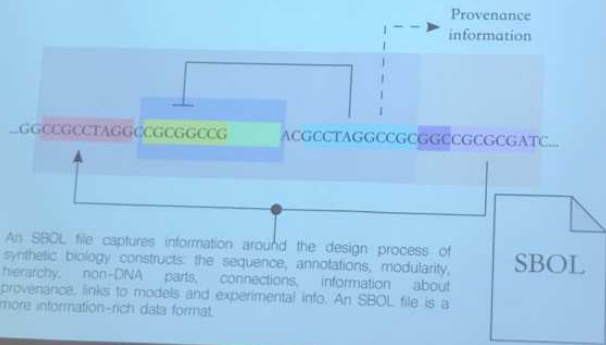 Provenance
information
...GGCCGCCTAGGCCGCGGCCG ACGCCTAGGCCGCGGCCGCGCGATC...
An SBOL file captures information around the design process of
synthetic biology constructs: the sequence, annotations, modularity,
hierarchy, non-DNA parts, connections, information about
provenance, links to models and experimental info. An SBOL file is a
more information-rich data format.
SBOL